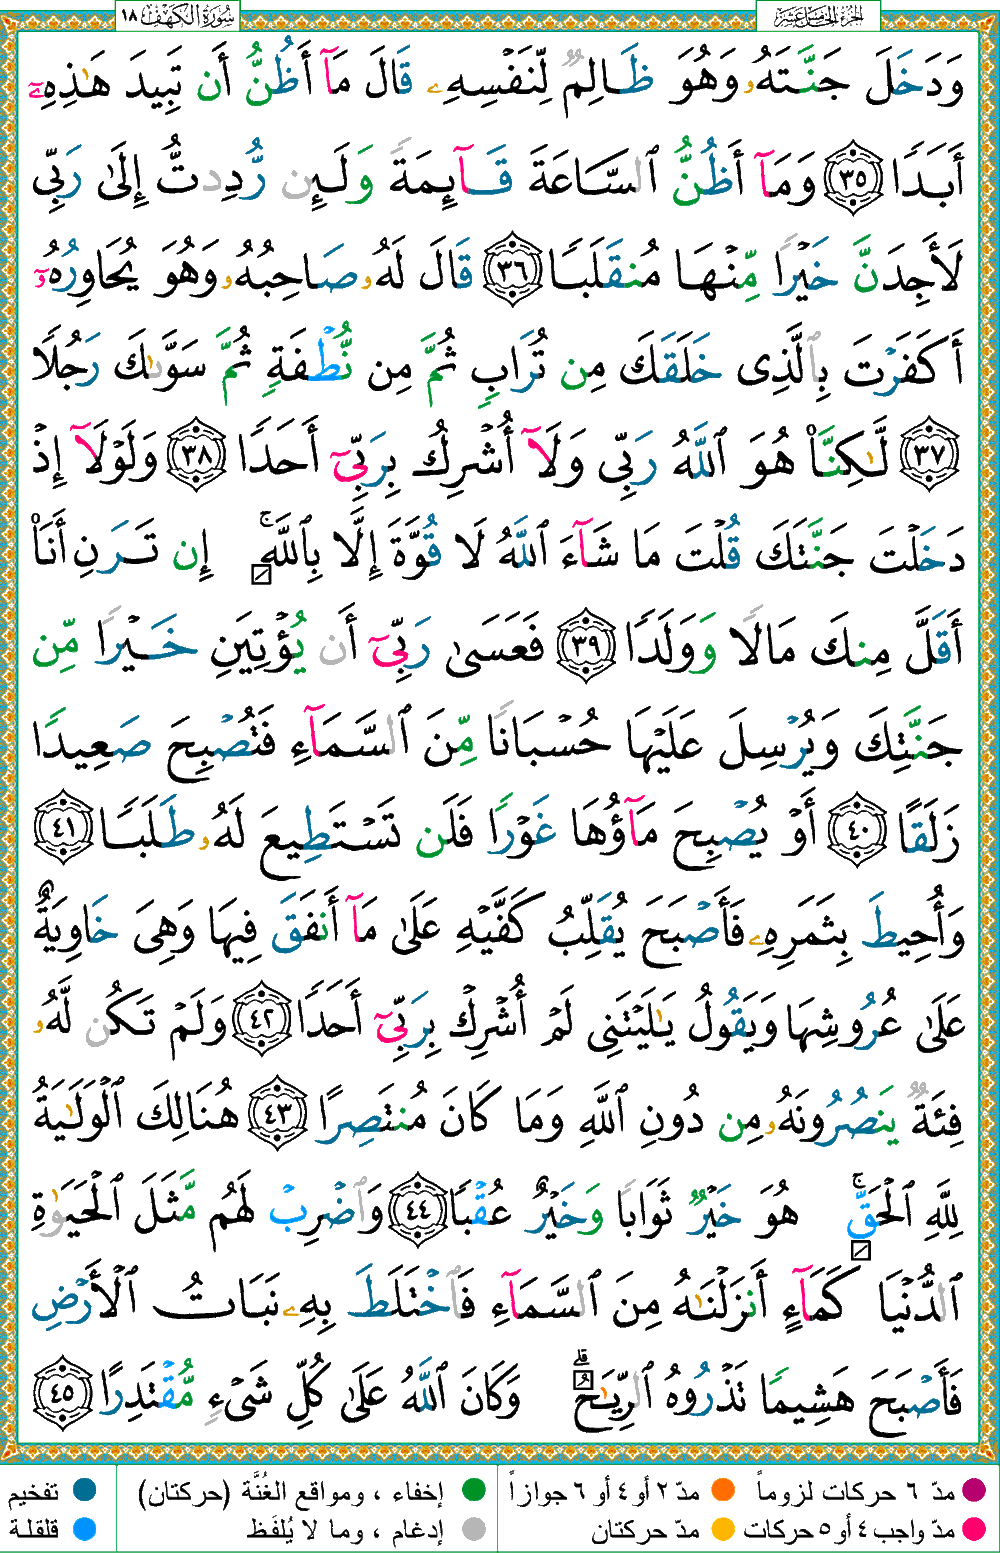 الجزء الخامس عشر
سورة الكهف ١٨
وَدَخَلَ جَنَّتَهُۥ وَهُوَ ظَالِمٌ لِّنَفْسِهِۦ قَالَ مَآ أَظُنُّ أَن تَبِيدَ هَٰذِهِۦٓ
أَبَدًا ٣٥ وَمَآ أَظُنُّ ٱلسَّاعَةَ قَآئِمَةً وَلَئِن رُّدِدتُّ إِلَىٰ رَبِّى
لَأَجِدَنَّ خَيْرًا مِّنْهَا مُنقَلَبًا ٣٦ قَالَ لَهُۥ صَاحِبُهُۥ وَهُوَ يُحَاوِرُهُۥٓ
أَكَفَرْتَ بِٱلَّذِى خَلَقَكَ مِن تُرَابٍ ثُمَّ مِن نُّطْفَةٍ ثُمَّ سَوَّىٰكَ رَجُلًا
٣٧ لَّٰكِنَّا۠ هُوَ ٱللَّهُ رَبِّى وَلَآ أُشْرِكُ بِرَبِّىٓ أَحَدًا ٣٨ وَلَوْلَآ إِذْ
دَخَلْتَ جَنَّتَكَ قُلْتَ مَا شَآءَ ٱللَّهُ لَا قُوَّةَ إِلَّا بِٱللَّهِ ۚ إِن تَرَنِ أَنَا۠
أَقَلَّ مِنكَ مَالًا وَوَلَدًا ٣٩ فَعَسَىٰ رَبِّىٓ أَن يُؤْتِيَنِ خَيْرًا مِّن
جَنَّتِكَ وَيُرْسِلَ عَلَيْهَا حُسْبَانًا مِّنَ ٱلسَّمَآءِ فَتُصْبِحَ صَعِيدًا
زَلَقًا ٤٠ أَوْ يُصْبِحَ مَآؤُهَا غَوْرًا فَلَن تَسْتَطِيعَ لَهُۥ طَلَبًا ٤١
وَأُحِيطَ بِثَمَرِهِۦ فَأَصْبَحَ يُقَلِّبُ كَفَّيْهِ عَلَىٰ مَآ أَنفَقَ فِيهَا وَهِىَ خَاوِيَةٌ
عَلَىٰ عُرُوشِهَا وَيَقُولُ يَٰلَيْتَنِى لَمْ أُشْرِكْ بِرَبِّىٓ أَحَدًا ٤٢ وَلَمْ تَكُن لَّهُۥ
فِئَةٌ يَنصُرُونَهُۥ مِن دُونِ ٱللَّهِ وَمَا كَانَ مُنتَصِرًا ٤٣ هُنَالِكَ ٱلْوَلَٰيَةُ
لِلَّهِ ٱلْحَقِّ ۚ هُوَ خَيْرٌ ثَوَابًا وَخَيْرٌ عُقْبًا ٤٤ وَٱضْرِبْ لَهُم مَّثَلَ ٱلْحَيَوٰةِ
ٱلدُّنْيَا كَمَآءٍ أَنزَلْنَٰهُ مِنَ ٱلسَّمَآءِ فَٱخْتَلَطَ بِهِۦ نَبَاتُ ٱلْأَرْضِ
فَأَصْبَحَ هَشِيمًا تَذْرُوهُ ٱلرِّيَٰحُ ۗ وَكَانَ ٱللَّهُ عَلَىٰ كُلِّ شَىْءٍ مُّقْتَدِرًا ٤٥
مدّ ٦ حركات لزوماً مدّ ٢ أو ٤ أو ٦ جوازاً إخفاء ، ومواقع الغُنَّة (حركتان) تفخيم
مدّ واجب ٤ أو ٥ حركات مدّ حركتان إدغام ، وما لا يُلفَظ قلقلة